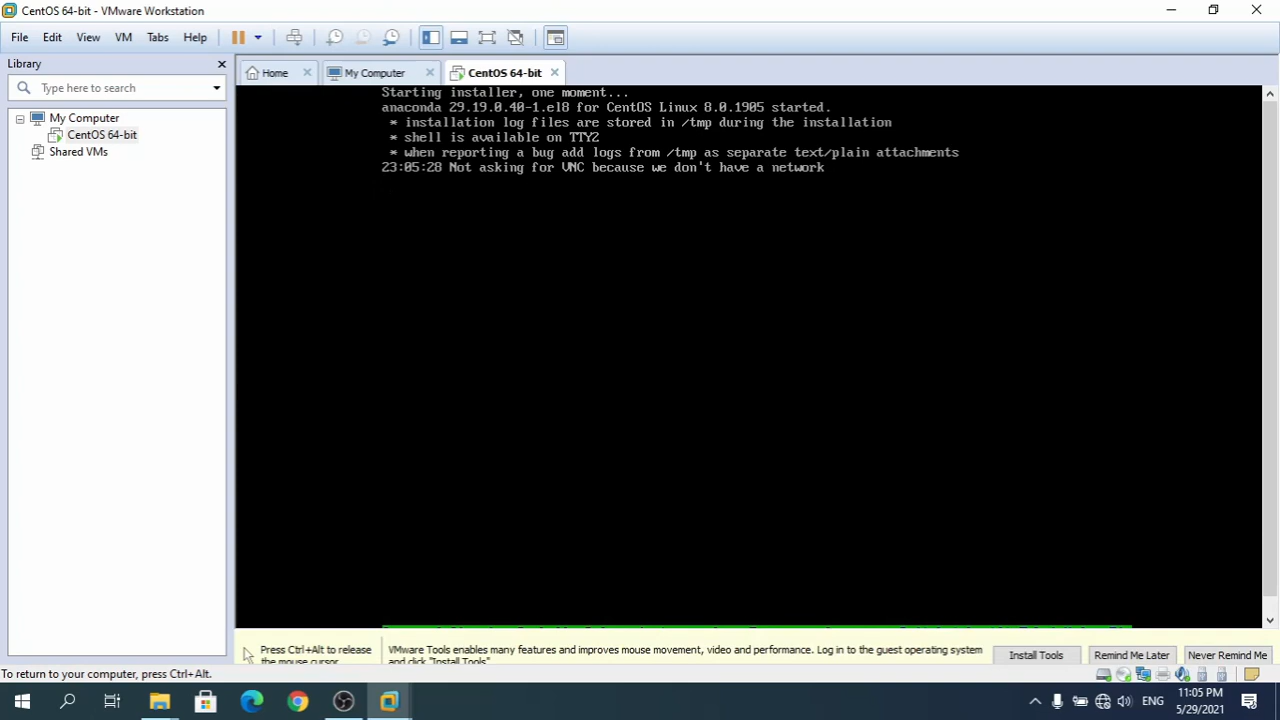 CentOS 64-bit - VMware Workstation
File Edit View VM Tabs Help
Library
Type here to search
My Computer
CentOS 64-bit
Shared VMs
Home
My Computer
CentOS 64-bit
Starting installer, one moment...
anaconda 29.19.0.40-1.el8 for CentOS Linux 8.0.1905 started.
* installation log files are stored in /tmp during the installation
* shell is available on TTY2
* when reporting a bug add logs from /tmp as separate text/plain attachments
23:05:28 Not asking for VNC because we don't have a network
Press Ctrl+Alt to release
the mouse cursor.
VMware Tools enables many features and improves mouse movement, video and performance. Log in to the guest operating system
and click "Install Tools"
Install Tools
Remind Me Later
Never Remind Me
To return to your computer, press Ctrl+Alt.
ENG
11:05 PM
5/29/2021